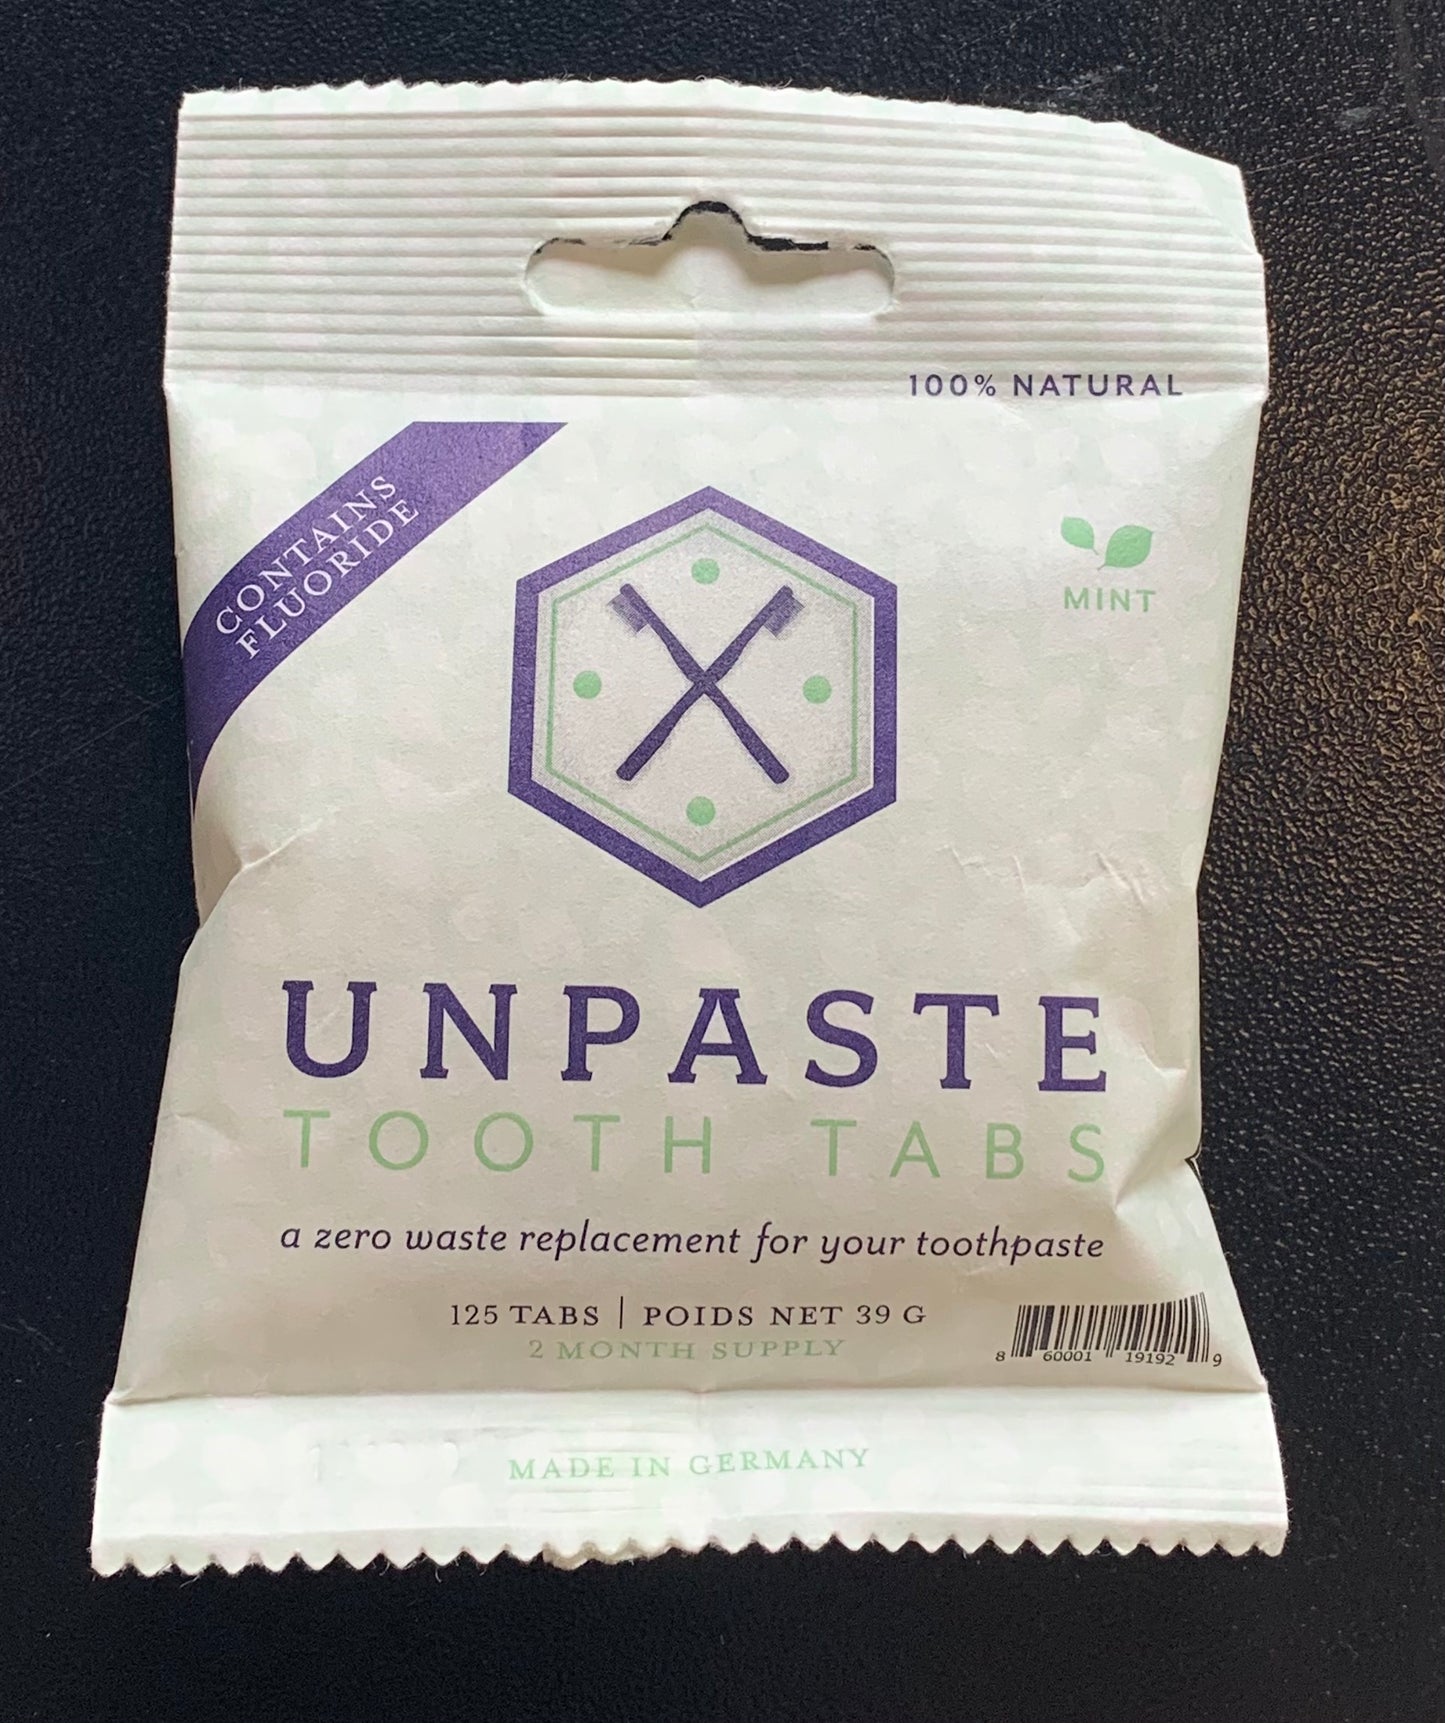 100% NATURAL
CONTAINS
FLUORIDE
MINT
UNPASTE
TOOTH TABS
a zero waste replacement for your toothpaste
125 TABS | POIDS NET 39 G
2 MONTH SUPPLY
8 60001 19192 9
MADE IN GERMANY